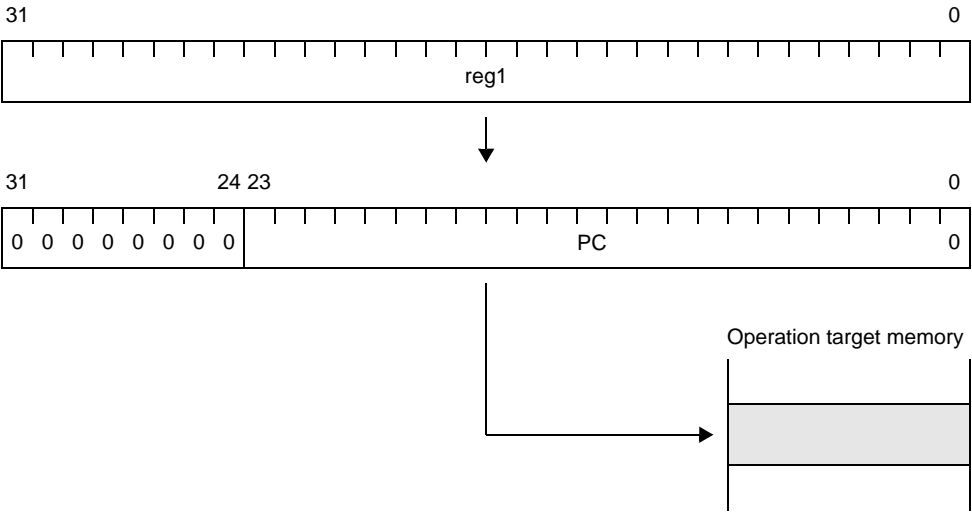 31 0
reg1
31 24 23 0
0 0 0 0 0 0 0 0 PC 0
Operation target memory